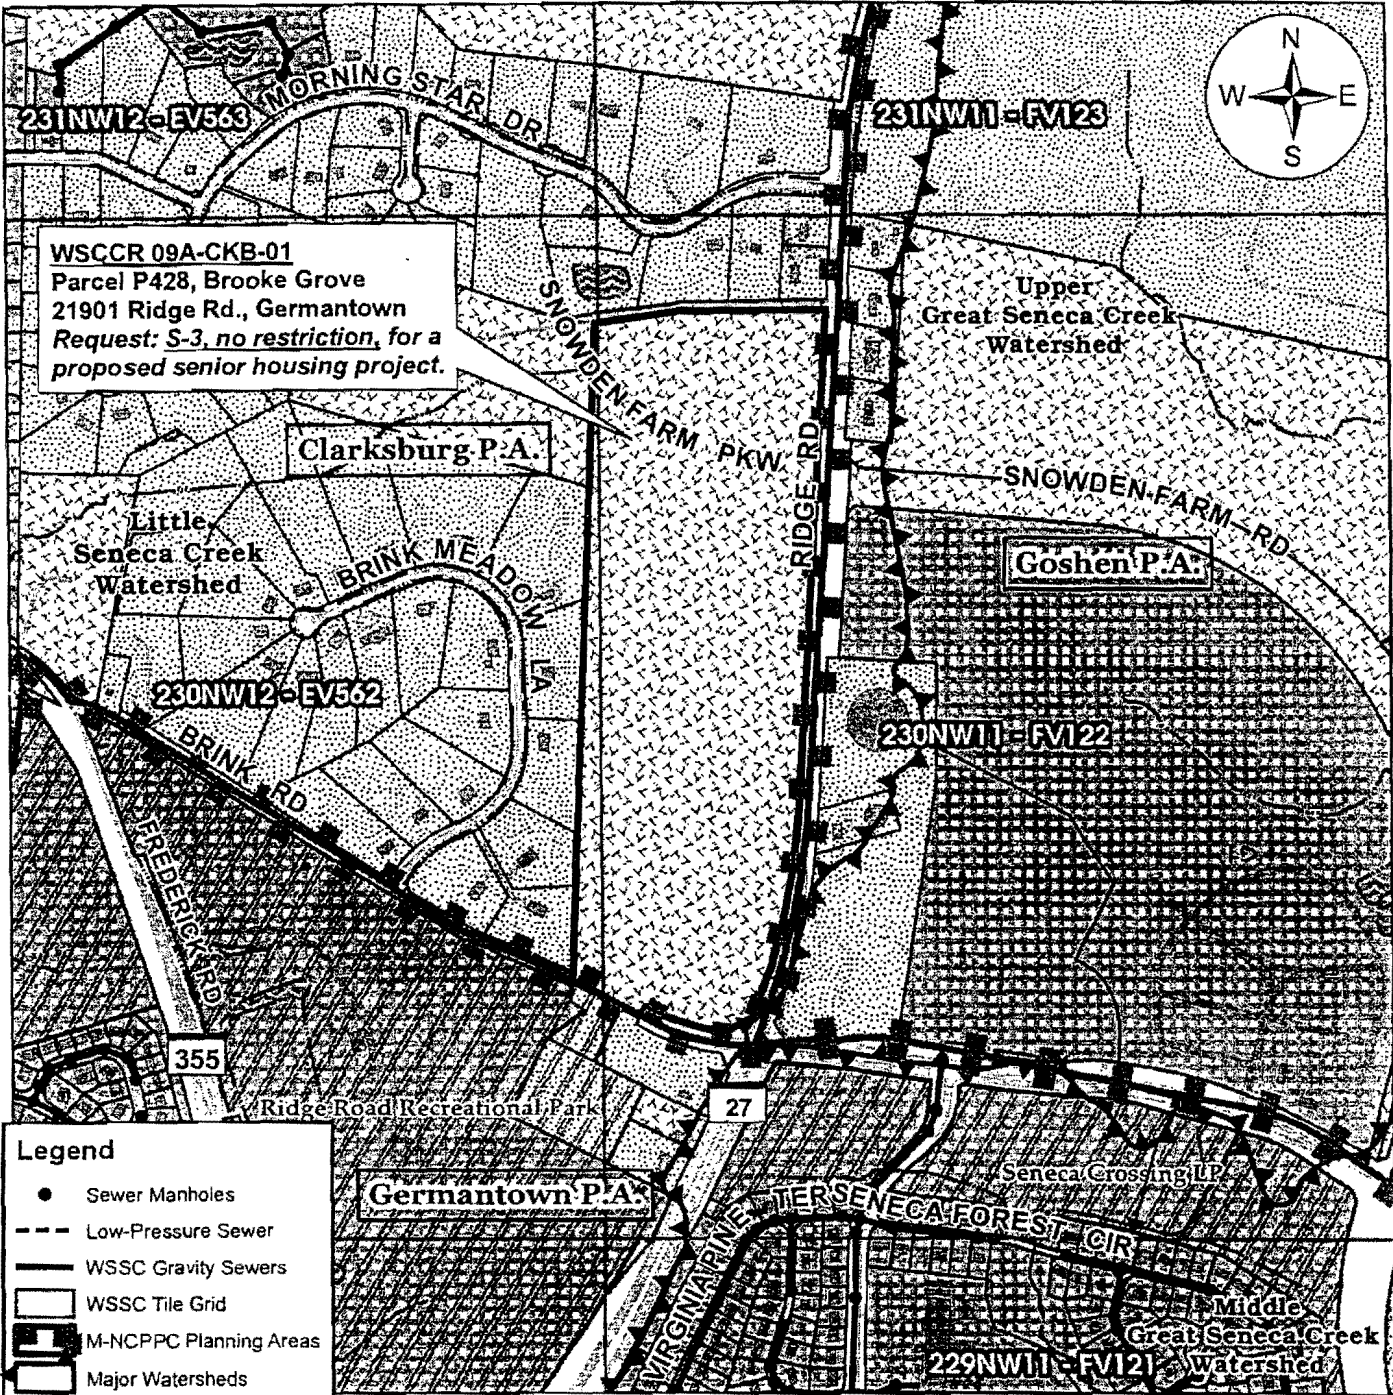 N
W E
S
MORNING STAR DR
231NW12 - EV563
231NW11 - FV123
WSCCR 09A-CKB-01
Parcel P428, Brooke Grove
21901 Ridge Rd., Germantown
Request: S-3, no restriction, for a
proposed senior housing project.
Upper
Great Seneca Creek
Watershed
SNOWDEN FARM PKW
RIDGE RD
Clarksburg P.A.
SNOWDEN FARM RD
Little
Seneca Creek
Watershed
BRINK MEADOW LA
Goshen P.A.
230NW12 - EV562
230NW11 - FV122
BRINK RD
FREDERICK RD
355
27
Ridge Road Recreational Park
Germantown P.A.
Seneca Crossing LP
VIRGINIA PINE TER
SENECA FOREST CIR
Middle
Great Seneca Creek
Watershed
229NW11 - FV121
Legend
Sewer Manholes
Low-Pressure Sewer
WSSC Gravity Sewers
WSSC Tile Grid
M-NCPPC Planning Areas
Major Watersheds